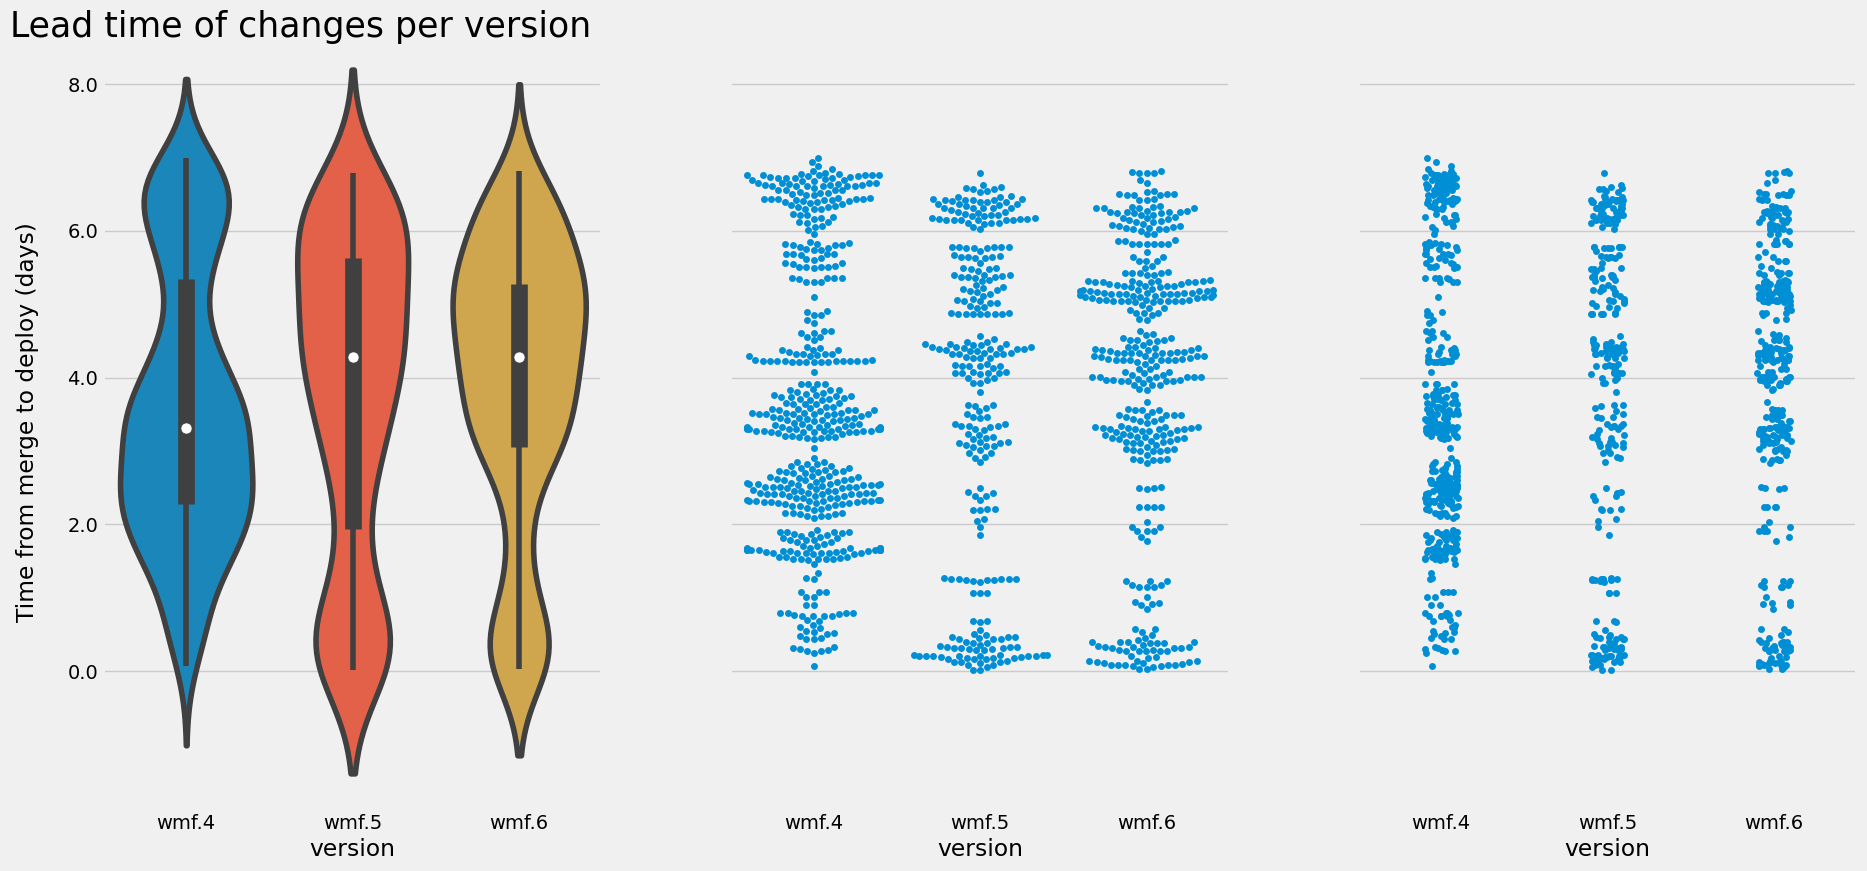 Lead time of changes per version
Time from merge to deploy (days)
8.0
6.0
4.0
2.0
0.0
wmf.4 wmf.5 wmf.6
version
wmf.4 wmf.5 wmf.6
version
wmf.4 wmf.5 wmf.6
version